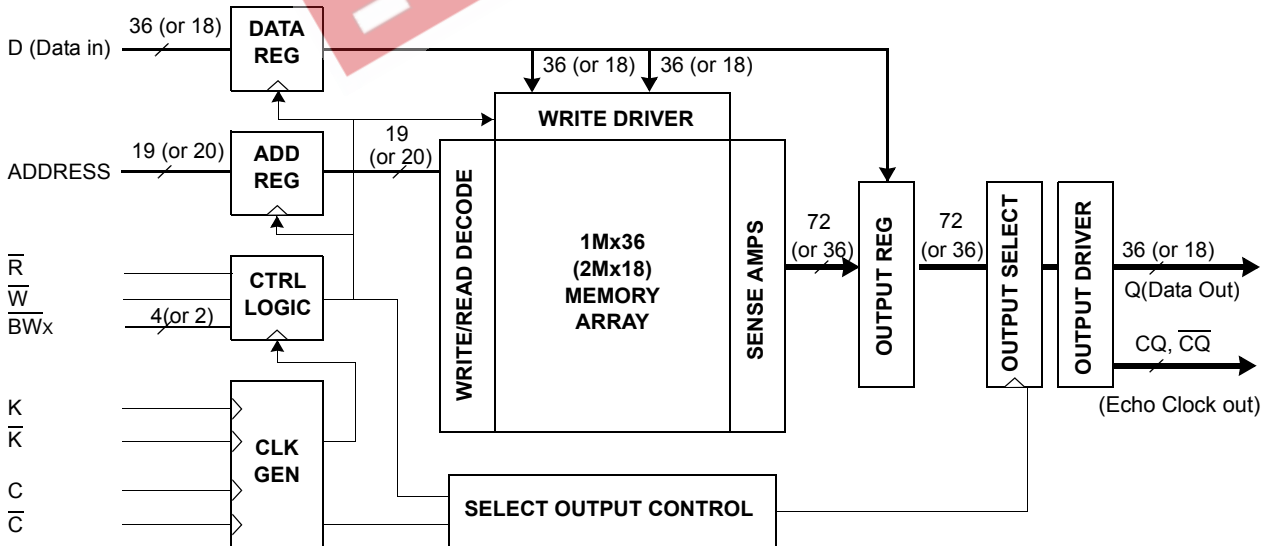 D (Data in)
36 (or 18)
DATA
REG
36 (or 18)
36 (or 18)
WRITE DRIVER
ADDRESS
19 (or 20)
ADD
REG
19
(or 20)
WRITE/READ DECODE
1Mx36
(2Mx18)
MEMORY
ARRAY
SENSE AMPS
72
(or 36)
OUTPUT REG
72
(or 36)
OUTPUT SELECT
OUTPUT DRIVER
36 (or 18)
Q(Data Out)
CQ, C̅Q̅
(Echo Clock out)
R̅
W̅
B̅W̅x
4(or 2)
CTRL
LOGIC
K
K̅
C
C̅
CLK
GEN
SELECT OUTPUT CONTROL